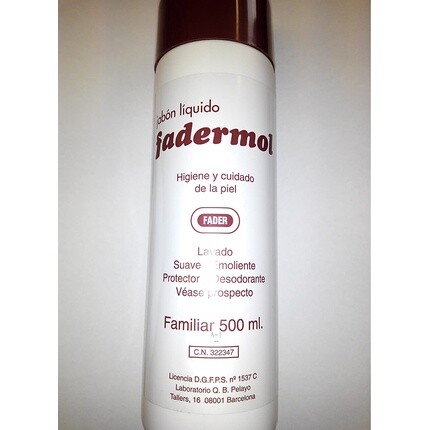 jabón líquido
fadermol
Higiene y cuidado
de la piel
FADER
Lavado
Suave Emoliente
Protector Desodorante
Véase prospecto
Familiar 500 ml.
C.N. 322347
Licencia D.G.F.P.S. nº 1537 C
Laboratorio Q. B. Pelayo
Tallers, 16 08001 Barcelona